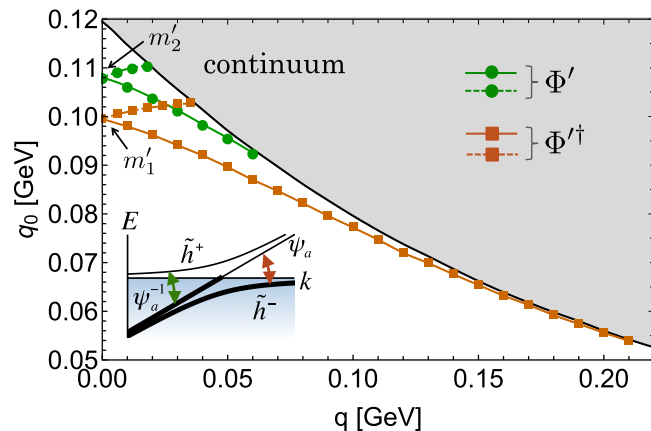 0.12
0.11
0.10
0.09
0.08
0.07
0.06
0.05
q₀ [GeV]
m′₂
continuum
Φ′
Φ′†
m′₁
E
h̃⁺
ψₐ
ψₐ⁻¹
k
h̃⁻
0.00 0.05 0.10 0.15 0.20
q [GeV]